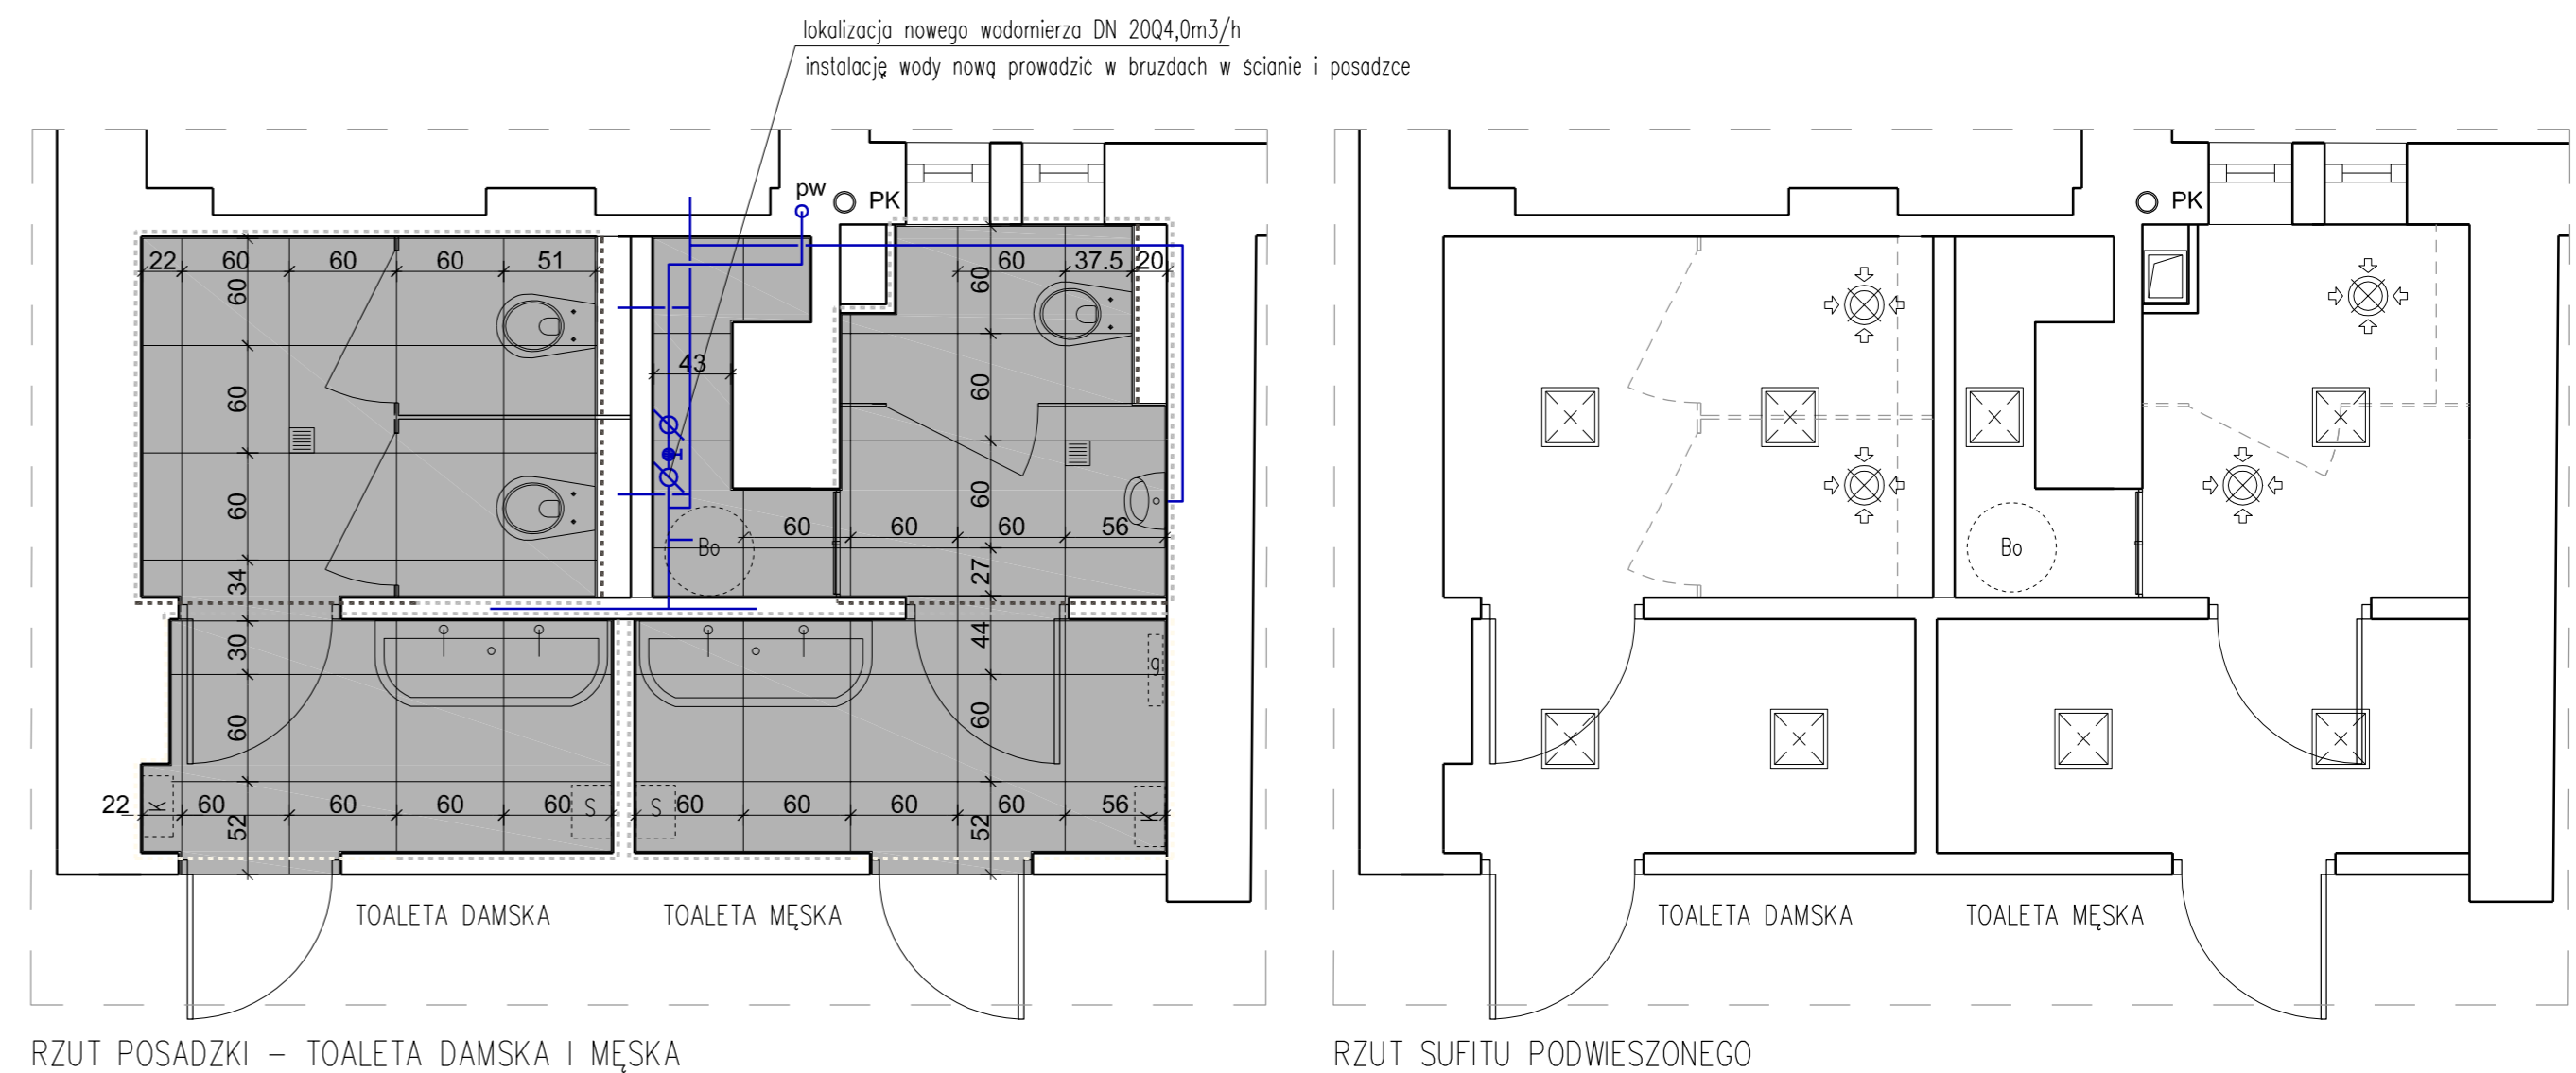 lokalizacja nowego wodomierza DN 20Q4,0m3/h
instalację wody nową prowadzić w bruzdach w ścianie i posadzce
pw
PK
22 60 60 60 51
60
60
60
34
30
60
52
43
60 37.5 20
60
60
60
27
44
60
52
60 60 60 56
Bo
g
22 K 60 60 60 60 S
S 60 60 60 60 56 K
TOALETA DAMSKA
TOALETA MĘSKA
RZUT POSADZKI – TOALETA DAMSKA I MĘSKA
PK
Bo
TOALETA DAMSKA
TOALETA MĘSKA
RZUT SUFITU PODWIESZONEGO